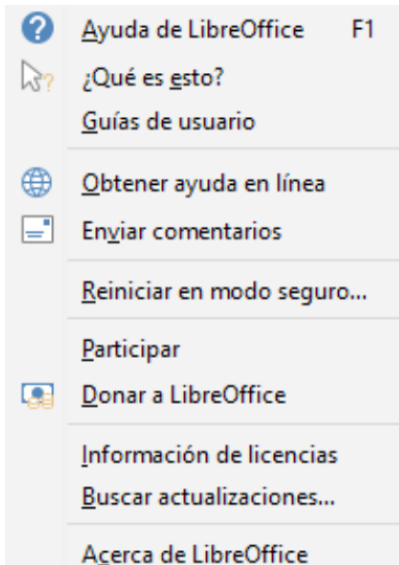 Ayuda de LibreOffice F1
¿Qué es esto?
Guías de usuario
Obtener ayuda en línea
Enviar comentarios
Reiniciar en modo seguro...
Participar
Donar a LibreOffice
Información de licencias
Buscar actualizaciones...
Acerca de LibreOffice